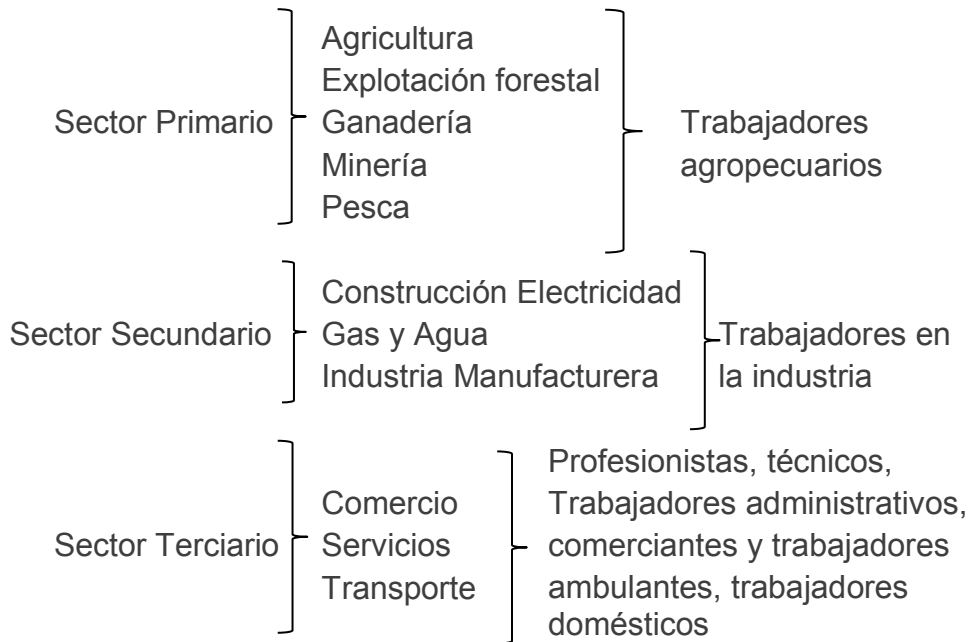 Sector Primario
Agricultura
Explotación forestal
Ganadería
Minería
Pesca
Trabajadores
agropecuarios
Sector Secundario
Construcción Electricidad
Gas y Agua
Industria Manufacturera
Trabajadores en
la industria
Sector Terciario
Comercio
Servicios
Transporte
Profesionistas, técnicos,
Trabajadores administrativos,
comerciantes y trabajadores
ambulantes, trabajadores
domésticos